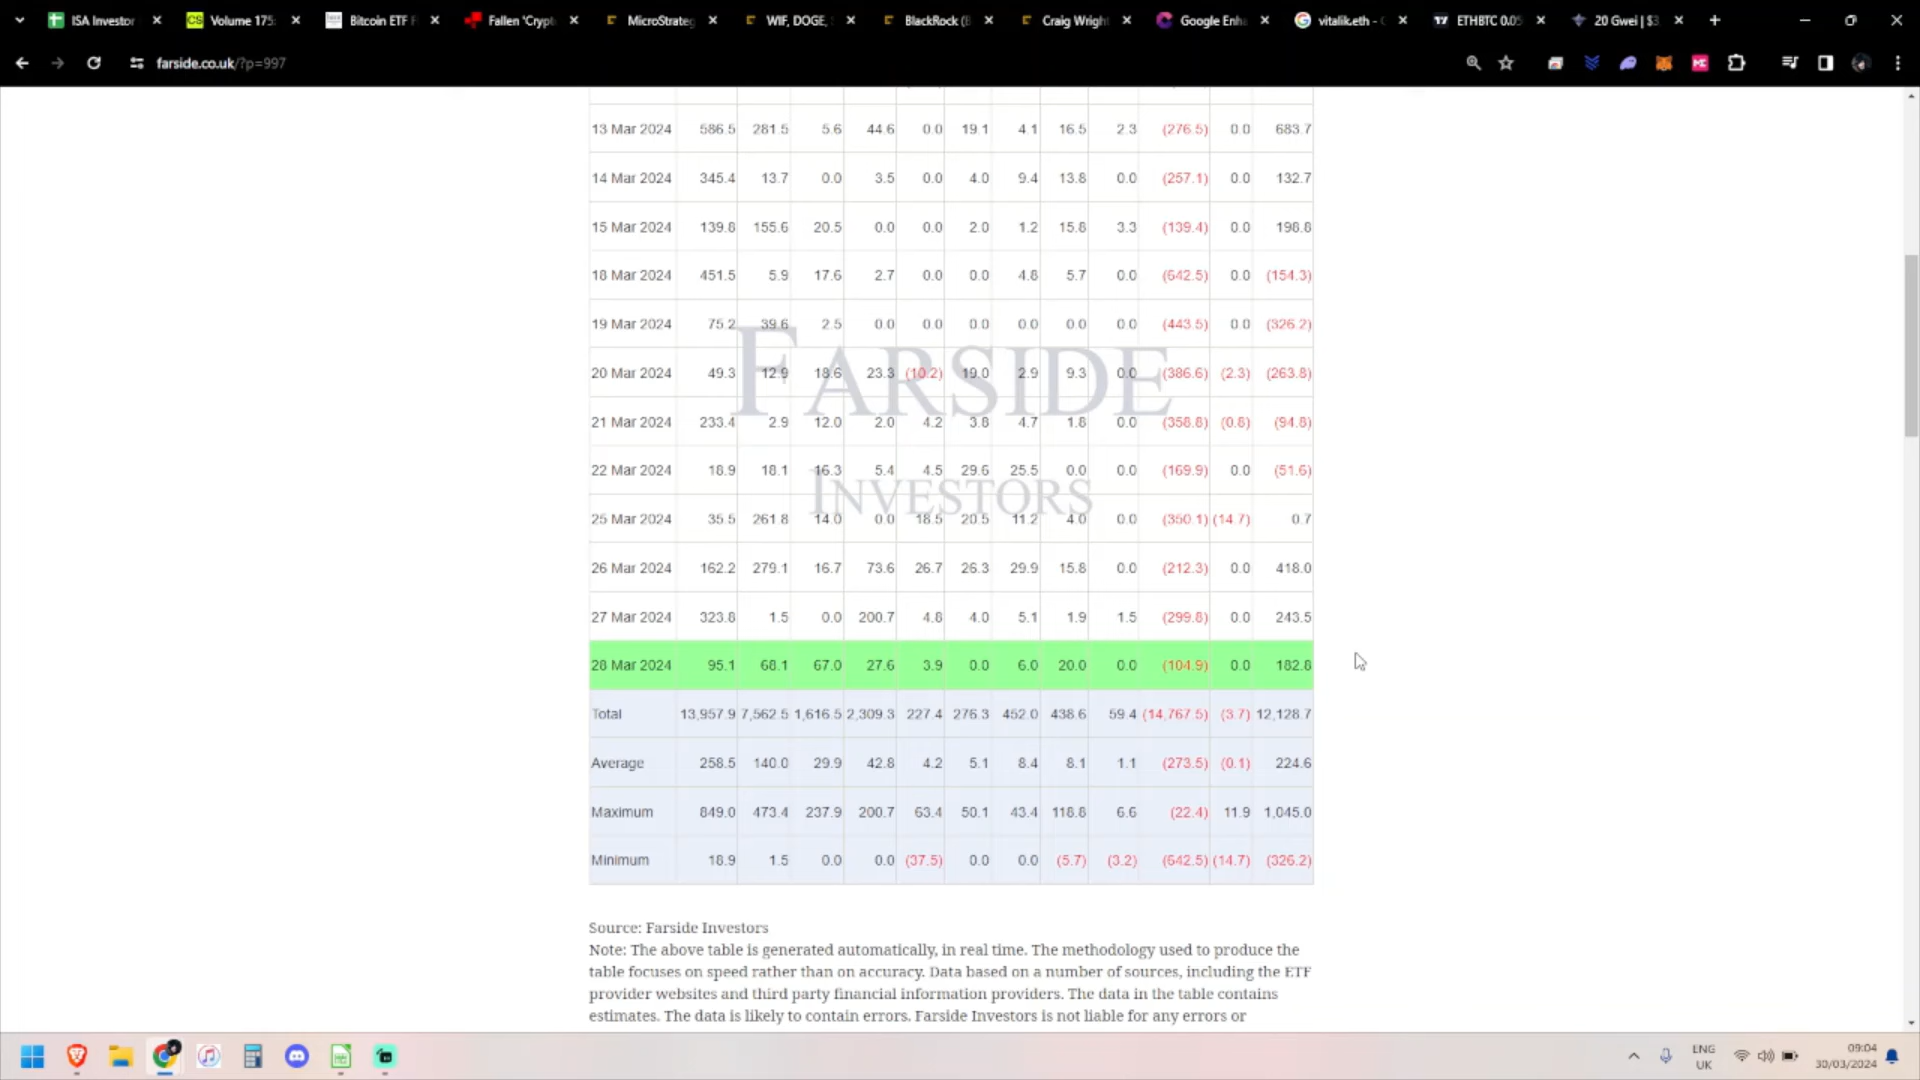 ISA Investor
Volume 175:
Bitcoin ETF F
Fallen 'Crypt
MicroStrateg
WIF, DOGE,
BlackRock (B
Craig Wright
Google Enha
vitalik.eth -
ETHBTC 0.05
20 Gwei | $3
farside.co.uk/?p=997
13 Mar 2024 586.5 281.5 5.6 44.6 0.0 19.1 4.1 16.5 2.3 (276.5) 0.0 683.7
14 Mar 2024 345.4 13.7 0.0 3.5 0.0 4.0 9.4 13.8 0.0 (257.1) 0.0 132.7
15 Mar 2024 139.8 155.6 20.5 0.0 0.0 2.0 1.2 15.8 3.3 (139.4) 0.0 198.8
18 Mar 2024 451.5 5.9 17.6 2.7 0.0 0.0 4.8 5.7 0.0 (642.5) 0.0 (154.3)
19 Mar 2024 75.2 39.6 2.5 0.0 0.0 0.0 0.0 0.0 0.0 (443.5) 0.0 (326.2)
20 Mar 2024 49.3 12.9 18.6 23.3 (10.2) 19.0 2.9 9.3 0.0 (386.6) (2.3) (263.8)
FARSIDE
21 Mar 2024 233.4 2.9 12.0 2.0 4.2 3.8 4.7 1.8 0.0 (358.8) (0.8) (94.8)
22 Mar 2024 18.9 18.1 16.3 5.4 4.5 29.6 25.5 0.0 0.0 (169.9) 0.0 (51.6)
INVESTORS
25 Mar 2024 35.5 261.8 14.0 0.0 18.5 20.5 11.2 4.0 0.0 (350.1) (14.7) 0.7
26 Mar 2024 162.2 279.1 16.7 73.6 26.7 26.3 29.9 15.8 0.0 (212.3) 0.0 418.0
27 Mar 2024 323.8 1.5 0.0 200.7 4.8 4.0 5.1 1.9 1.5 (299.8) 0.0 243.5
28 Mar 2024 95.1 68.1 67.0 27.6 3.9 0.0 6.0 20.0 0.0 (104.9) 0.0 182.8
Total 13,957.9 7,562.5 1,616.5 2,309.3 227.4 276.3 452.0 438.6 59.4 (14,767.5) (3.7) 12,128.7
Average 258.5 140.0 29.9 42.8 4.2 5.1 8.4 8.1 1.1 (273.5) (0.1) 224.6
Maximum 849.0 473.4 237.9 200.7 63.4 50.1 43.4 118.8 6.6 (22.4) 11.9 1,045.0
Minimum 18.9 1.5 0.0 0.0 (37.5) 0.0 0.0 (5.7) (3.2) (642.5) (14.7) (326.2)
Source: Farside Investors
Note: The above table is generated automatically, in real time. The methodology used to produce the
table focuses on speed rather than on accuracy. Data based on a number of sources, including the ETF
provider websites and third party financial information providers. The data in the table contains
estimates. The data is likely to contain errors. Farside Investors is not liable for any errors or
ENG
UK
09:04
30/03/2024